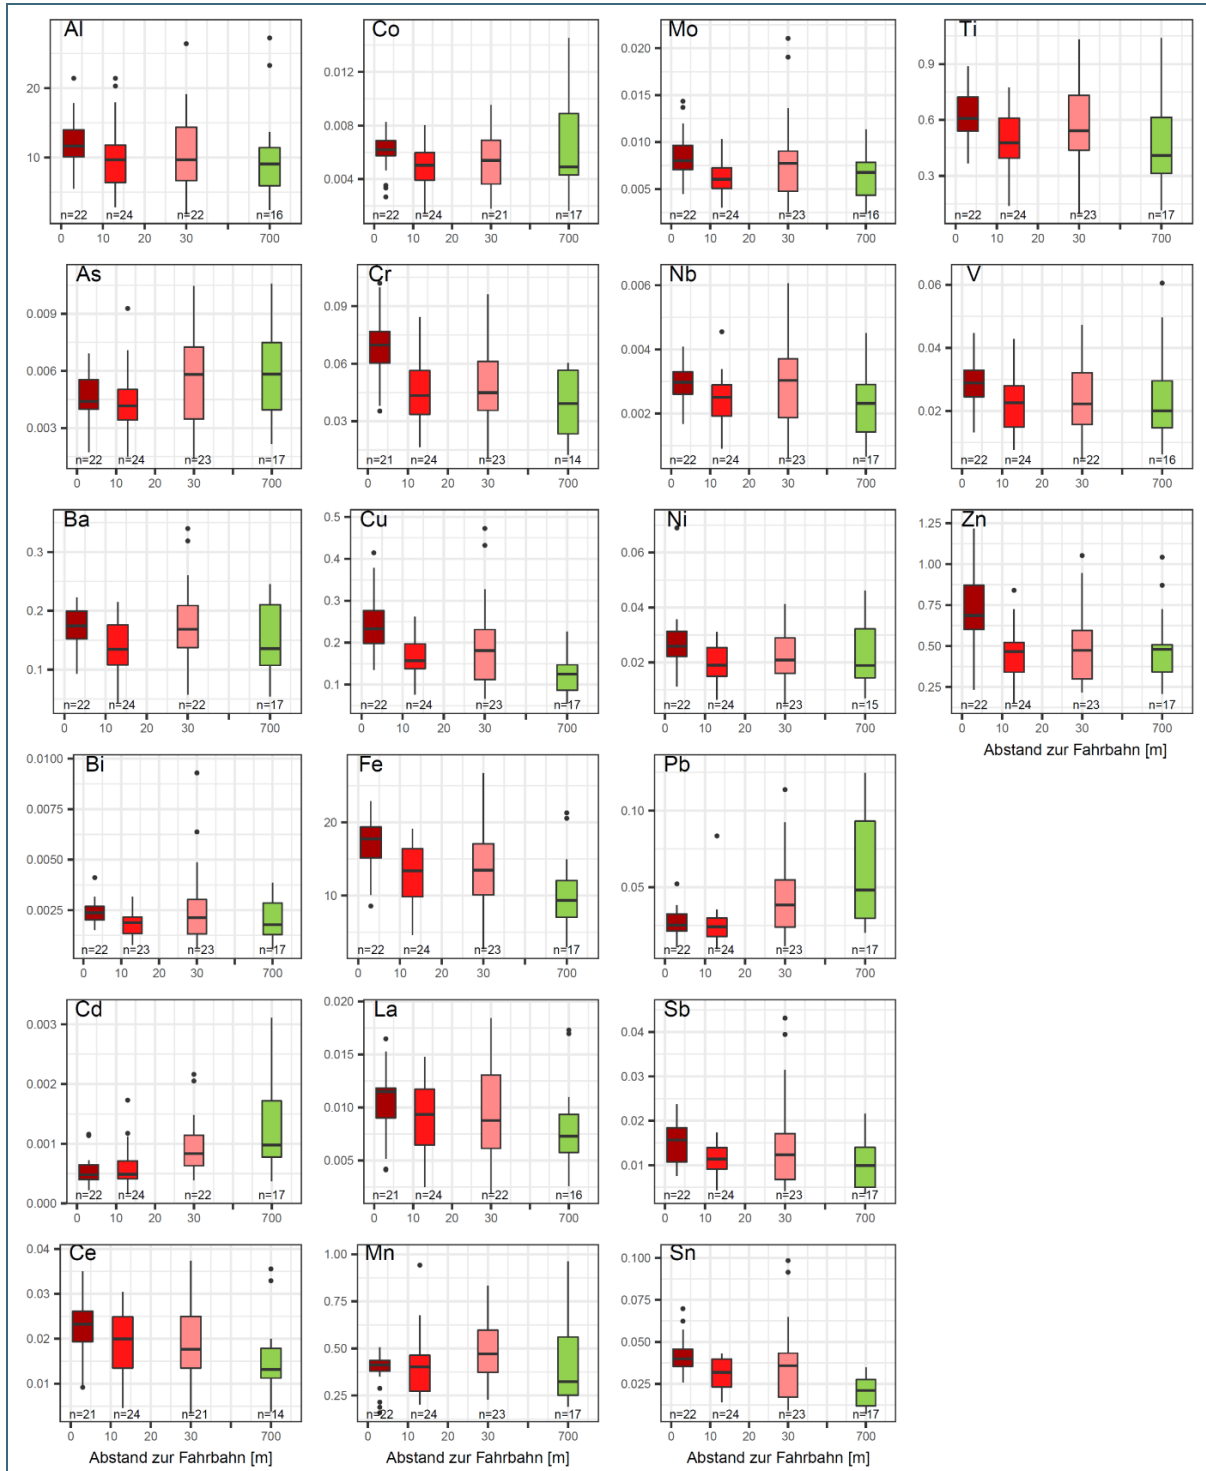 Al
20
10
n=22 n=24 n=22 n=16
0 10 20 30 700
Co
0.012
0.008
0.004
n=22 n=24 n=21 n=17
0 10 20 30 700
Mo
0.020
0.015
0.010
0.005
n=22 n=24 n=23 n=16
0 10 20 30 700
Ti
0.9
0.6
0.3
n=22 n=24 n=23 n=17
0 10 20 30 700
As
0.009
0.006
0.003
n=22 n=24 n=23 n=17
0 10 20 30 700
Cr
0.09
0.06
0.03
n=21 n=24 n=23 n=14
0 10 20 30 700
Nb
0.006
0.004
0.002
n=22 n=24 n=23 n=17
0 10 20 30 700
V
0.06
0.04
0.02
n=22 n=24 n=22 n=16
0 10 20 30 700
Ba
0.3
0.2
0.1
n=22 n=24 n=22 n=17
0 10 20 30 700
Cu
0.5
0.4
0.3
0.2
0.1
n=22 n=24 n=23 n=17
0 10 20 30 700
Ni
0.06
0.04
0.02
n=22 n=24 n=23 n=15
0 10 20 30 700
Zn
1.25
1.00
0.75
0.50
0.25
n=22 n=24 n=23 n=17
0 10 20 30 700
Abstand zur Fahrbahn [m]
Bi
0.0100
0.0075
0.0050
0.0025
n=22 n=23 n=23 n=17
0 10 20 30 700
Fe
20
10
n=22 n=24 n=23 n=17
0 10 20 30 700
Pb
0.10
0.05
n=22 n=24 n=23 n=17
0 10 20 30 700
Cd
0.003
0.002
0.001
0.000
n=22 n=24 n=22 n=17
0 10 20 30 700
La
0.020
0.015
0.010
0.005
n=21 n=24 n=22 n=16
0 10 20 30 700
Sb
0.04
0.03
0.02
0.01
n=22 n=24 n=23 n=17
0 10 20 30 700
Ce
0.04
0.03
0.02
0.01
n=21 n=24 n=21 n=14
0 10 20 30 700
Abstand zur Fahrbahn [m]
Mn
1.00
0.75
0.50
0.25
n=22 n=24 n=23 n=17
0 10 20 30 700
Abstand zur Fahrbahn [m]
Sn
0.100
0.075
0.050
0.025
n=22 n=24 n=23 n=17
0 10 20 30 700
Abstand zur Fahrbahn [m]